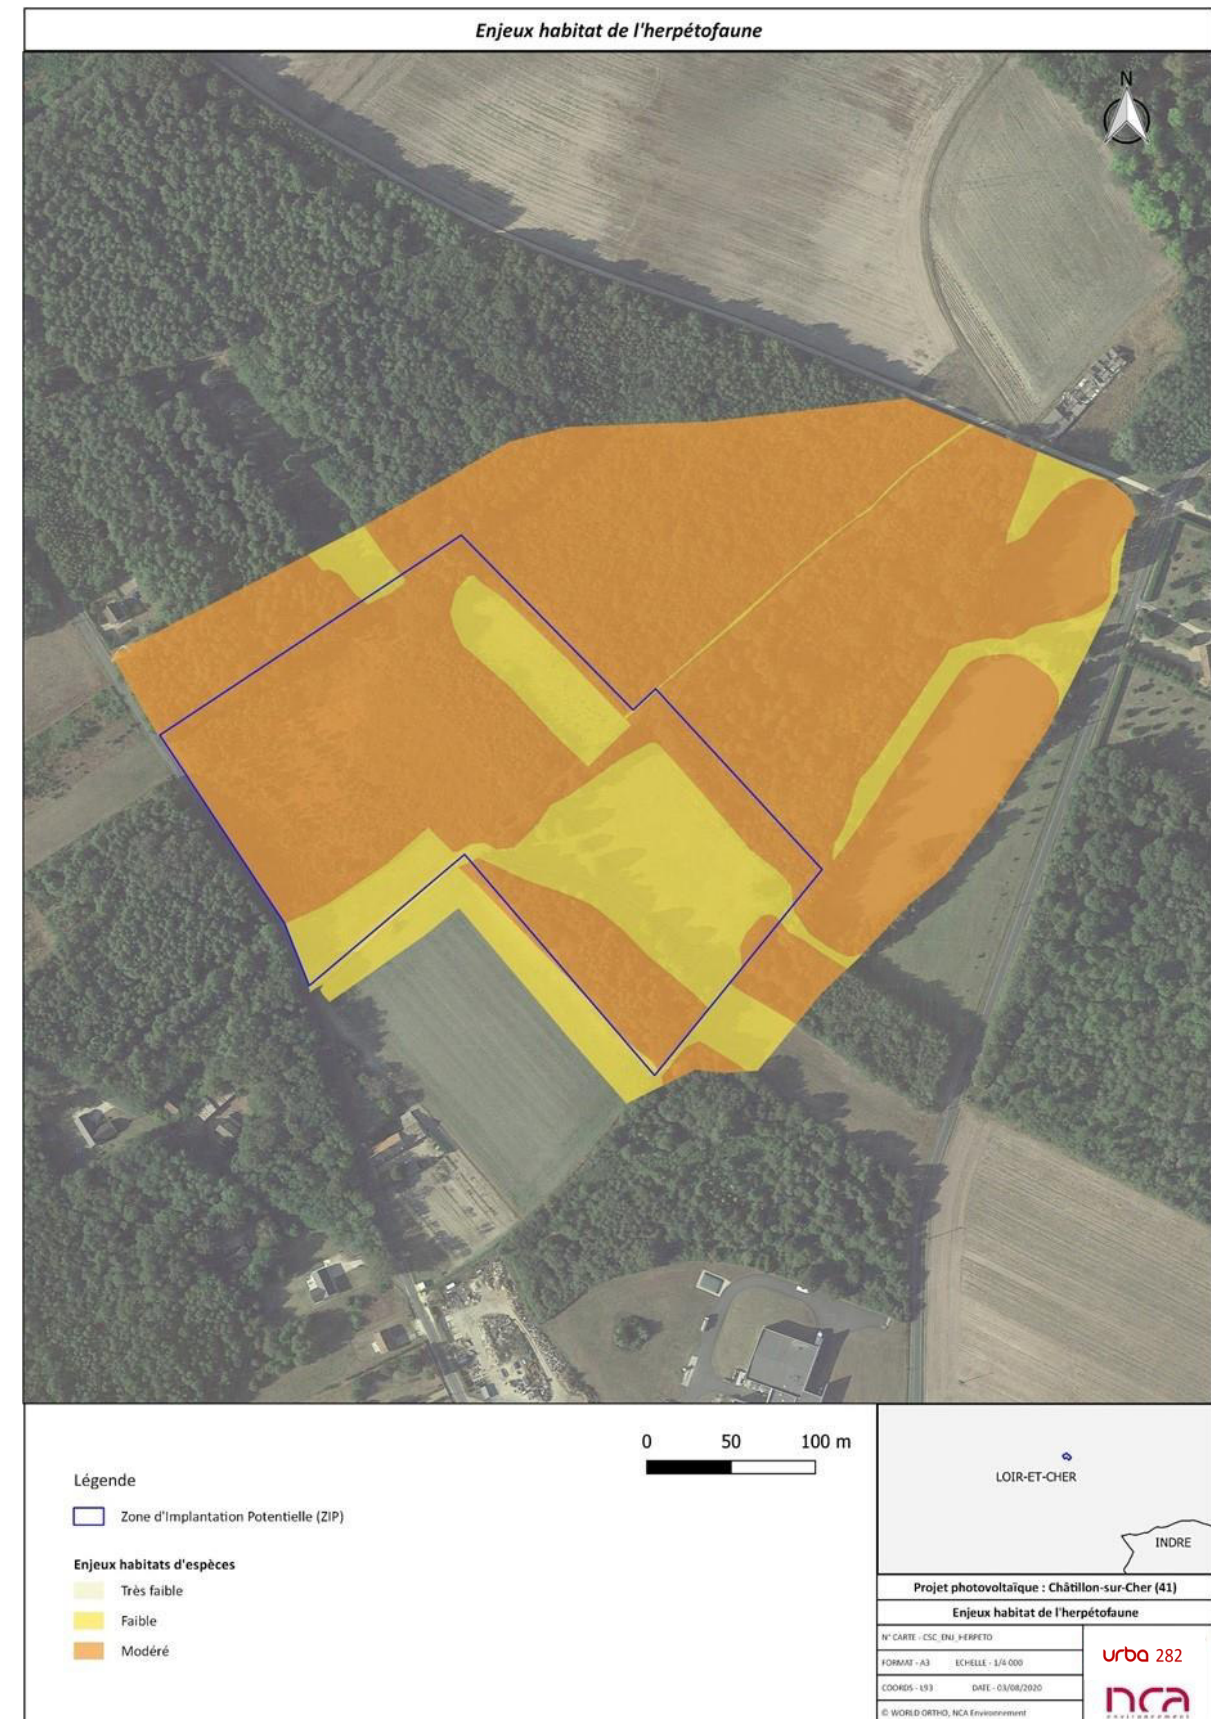 Enjeux habitat de l'herpétofaune
N
0 50 100 m
Légende
Zone d'Implantation Potentielle (ZIP)
Enjeux habitats d'espèces
Très faible
Faible
Modéré
LOIR-ET-CHER
INDRE
Projet photovoltaïque : Châtillon-sur-Cher (41)
Enjeux habitat de l'herpétofaune
N° CARTE - CSC_ENJ_HERPETO
FORMAT - A3 ECHELLE - 1/4 000
COORDS - L93 DATE - 03/08/2020
© WORLD ORTHO, NCA Environnement
urba 282
nca
environnement